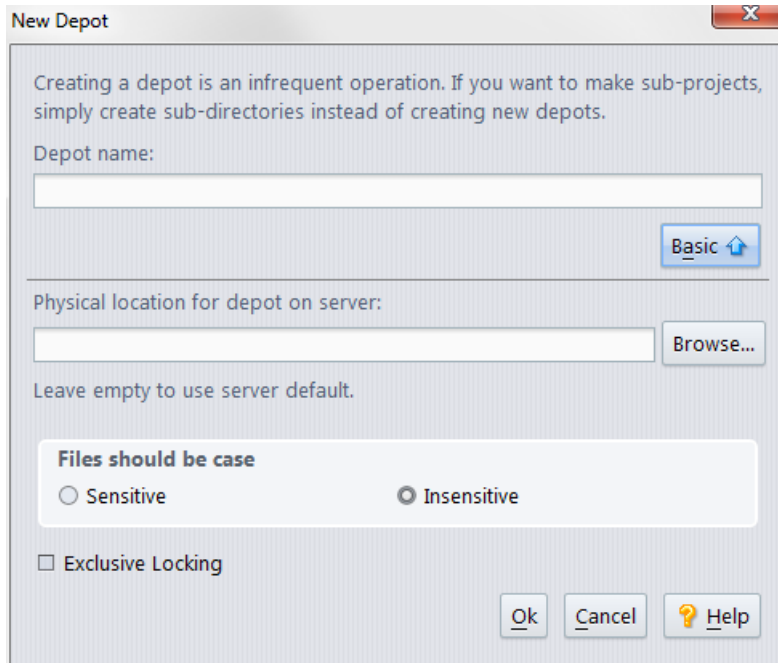 New Depot
Creating a depot is an infrequent operation. If you want to make sub-projects,
simply create sub-directories instead of creating new depots.
Depot name:
Basic
Physical location for depot on server:
Browse...
Leave empty to use server default.
Files should be case
Sensitive
Insensitive
Exclusive Locking
Ok
Cancel
Help